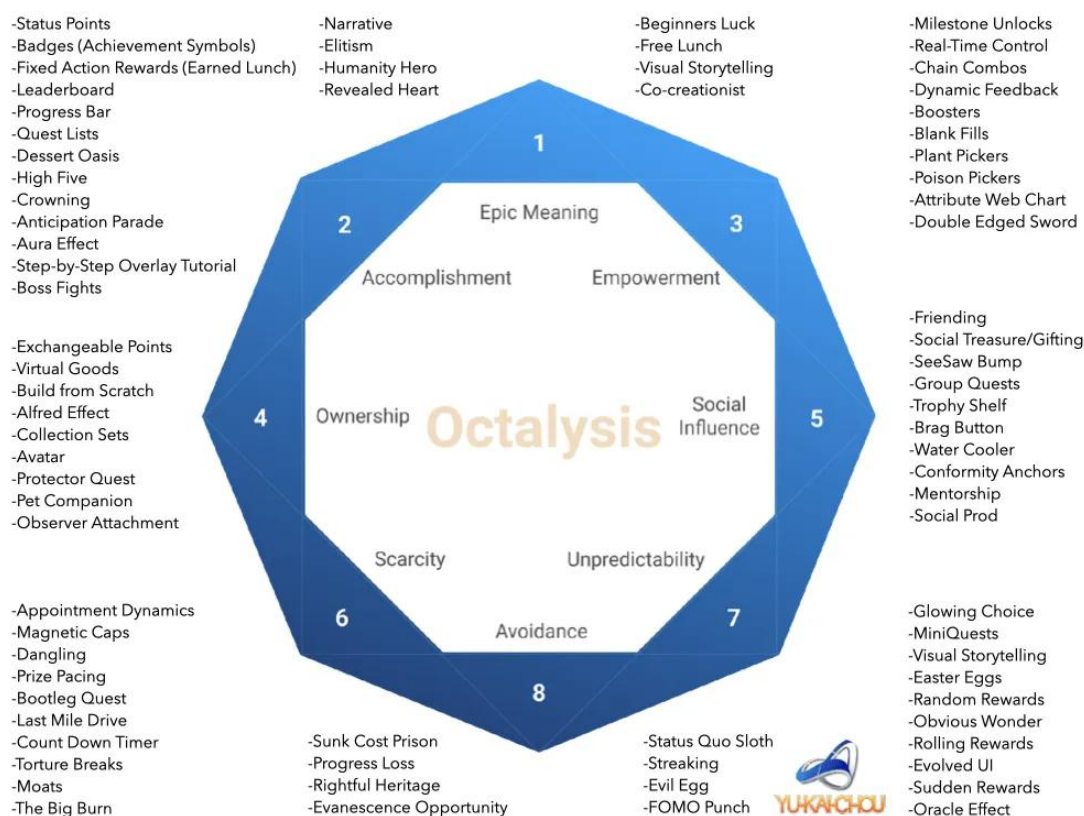 -Status Points
-Badges (Achievement Symbols)
-Fixed Action Rewards (Earned Lunch)
-Leaderboard
-Progress Bar
-Quest Lists
-Dessert Oasis
-High Five
-Crowning
-Anticipation Parade
-Aura Effect
-Step-by-Step Overlay Tutorial
-Boss Fights
-Narrative
-Elitism
-Humanity Hero
-Revealed Heart
-Beginners Luck
-Free Lunch
-Visual Storytelling
-Co-creationist
-Milestone Unlocks
-Real-Time Control
-Chain Combos
-Dynamic Feedback
-Boosters
-Blank Fills
-Plant Pickers
-Poison Pickers
-Attribute Web Chart
-Double Edged Sword
1
Epic Meaning
2
Accomplishment
3
Empowerment
4
Ownership
Octalysis
Social
Influence
5
Scarcity
6
Unpredictability
7
Avoidance
8
-Exchangeable Points
-Virtual Goods
-Build from Scratch
-Alfred Effect
-Collection Sets
-Avatar
-Protector Quest
-Pet Companion
-Observer Attachment
-Friending
-Social Treasure/Gifting
-SeeSaw Bump
-Group Quests
-Trophy Shelf
-Brag Button
-Water Cooler
-Conformity Anchors
-Mentorship
-Social Prod
-Appointment Dynamics
-Magnetic Caps
-Dangling
-Prize Pacing
-Bootleg Quest
-Last Mile Drive
-Count Down Timer
-Torture Breaks
-Moats
-The Big Burn
-Sunk Cost Prison
-Progress Loss
-Rightful Heritage
-Evanescence Opportunity
-Status Quo Sloth
-Streaking
-Evil Egg
-FOMO Punch
YU-KAI CHOU
-Glowing Choice
-MiniQuests
-Visual Storytelling
-Easter Eggs
-Random Rewards
-Obvious Wonder
-Rolling Rewards
-Evolved UI
-Sudden Rewards
-Oracle Effect